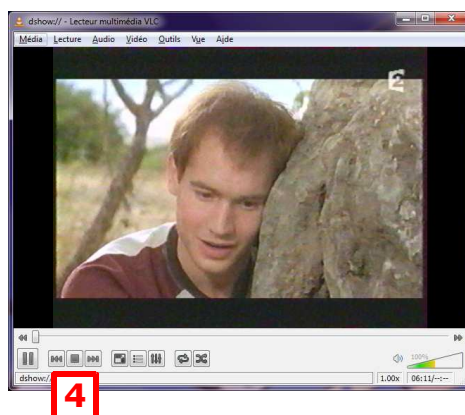 dshow:// - Lecteur multimédia VLC
Média Lecture Audio Vidéo Outils Vue Aide
2
100%
dshow:/
1.00x 06:11/--:--
4